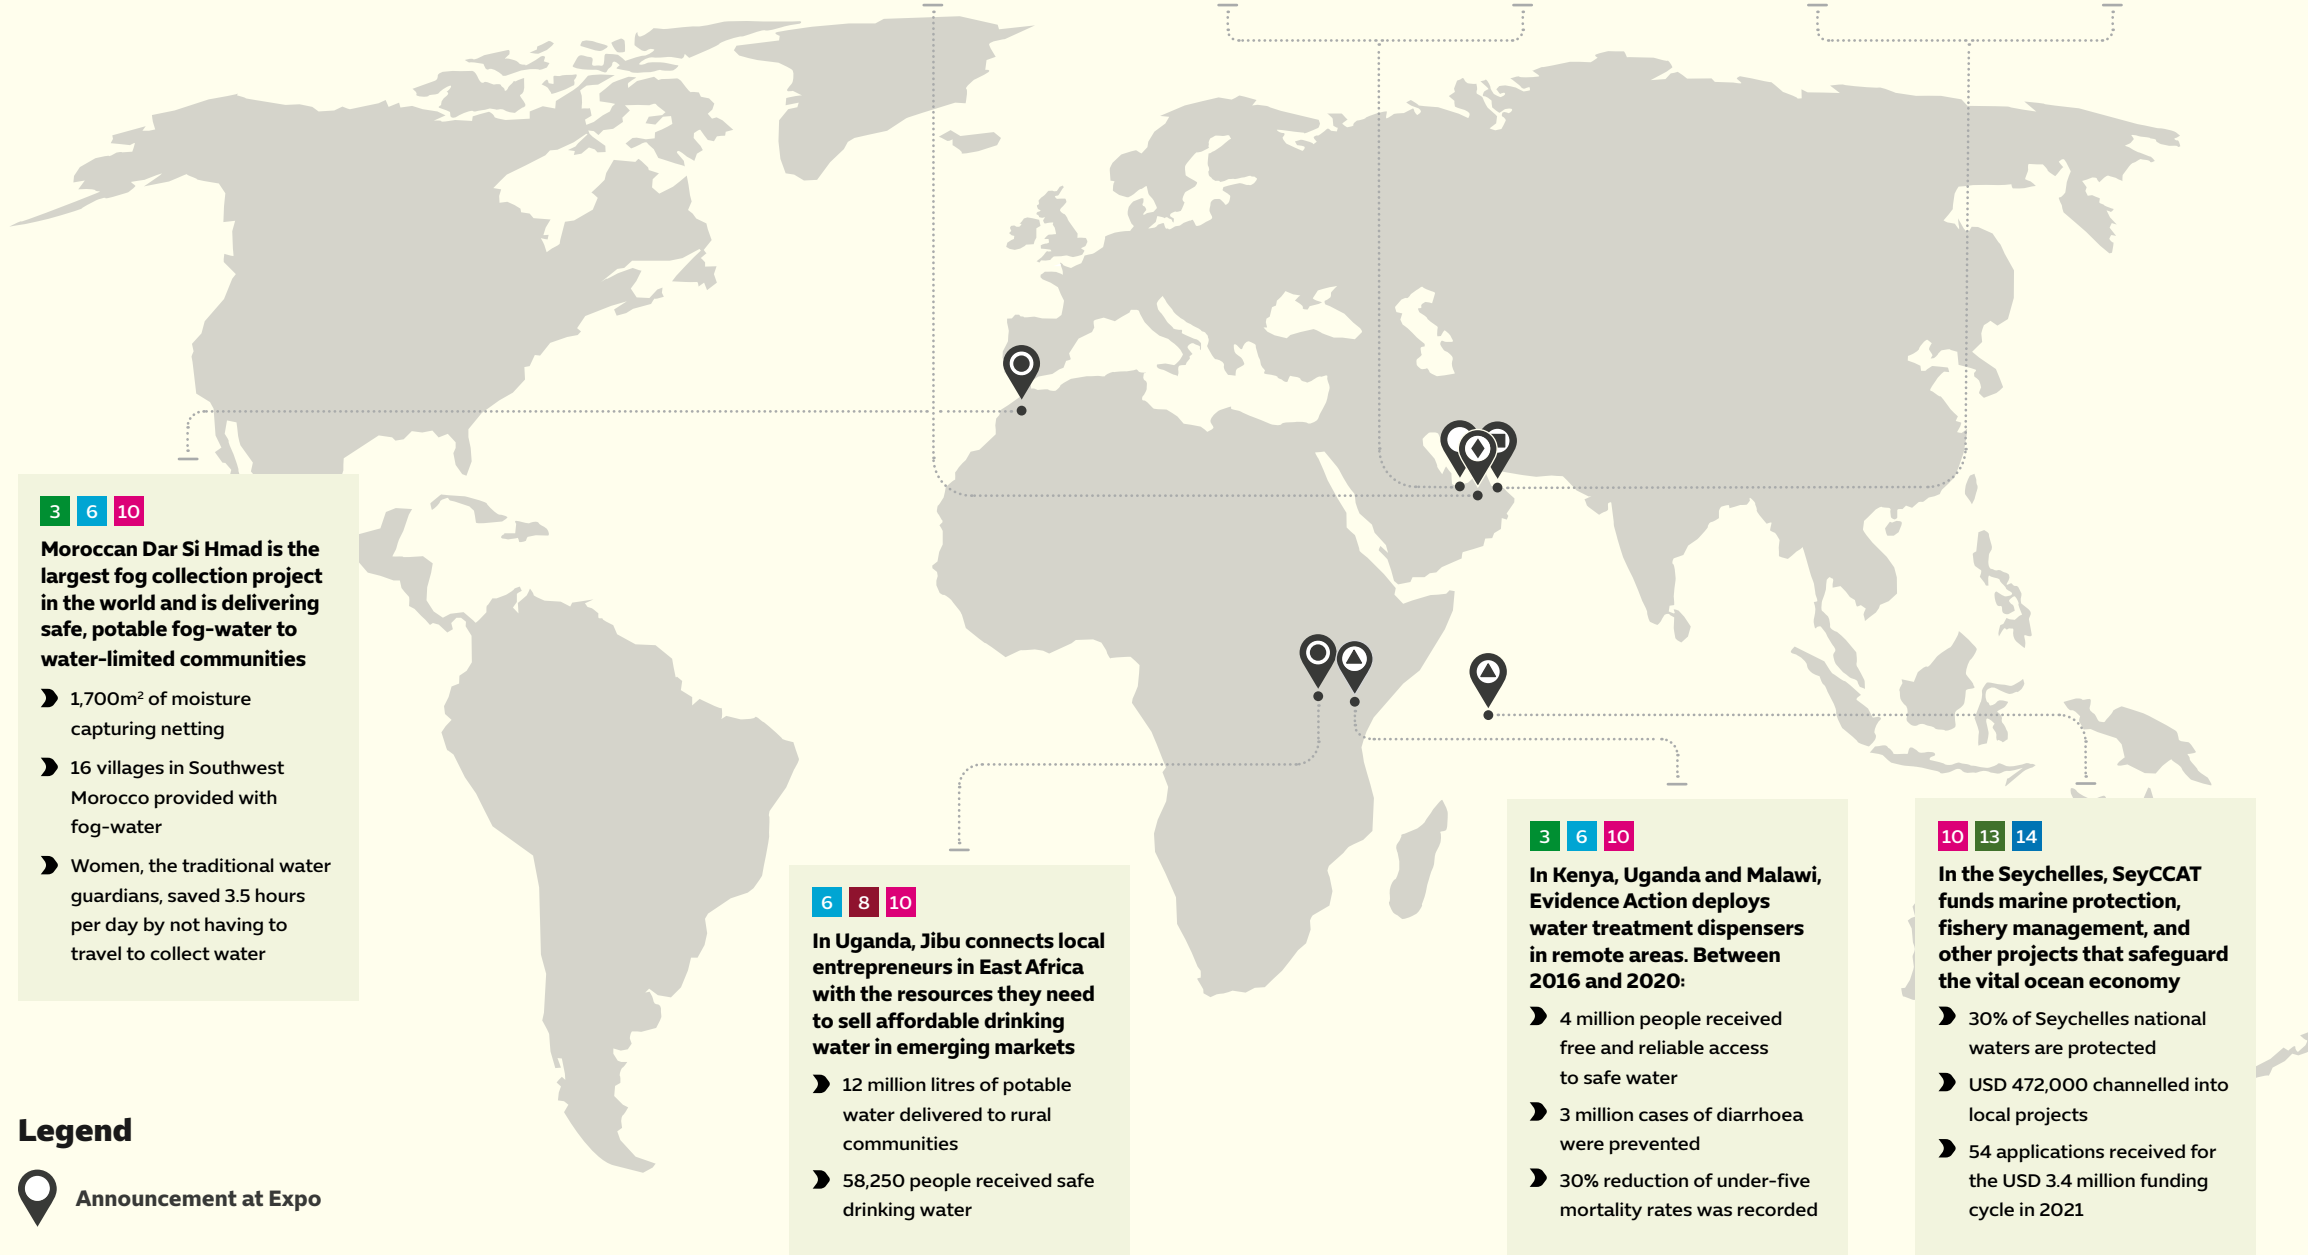 3 6 10
Moroccan Dar Si Hmad is the
largest fog collection project
in the world and is delivering
safe, potable fog-water to
water-limited communities
1,700m² of moisture
capturing netting
16 villages in Southwest
Morocco provided with
fog-water
Women, the traditional water
guardians, saved 3.5 hours
per day by not having to
travel to collect water
6 8 10
In Uganda, Jibu connects local
entrepreneurs in East Africa
with the resources they need
to sell affordable drinking
water in emerging markets
12 million litres of potable
water delivered to rural
communities
58,250 people received safe
drinking water
3 6 10
In Kenya, Uganda and Malawi,
Evidence Action deploys
water treatment dispensers
in remote areas. Between
2016 and 2020:
4 million people received
free and reliable access
to safe water
3 million cases of diarrhoea
were prevented
30% reduction of under-five
mortality rates was recorded
10 13 14
In the Seychelles, SeyCCAT
funds marine protection,
fishery management, and
other projects that safeguard
the vital ocean economy
30% of Seychelles national
waters are protected
USD 472,000 channelled into
local projects
54 applications received for
the USD 3.4 million funding
cycle in 2021
Legend
Announcement at Expo